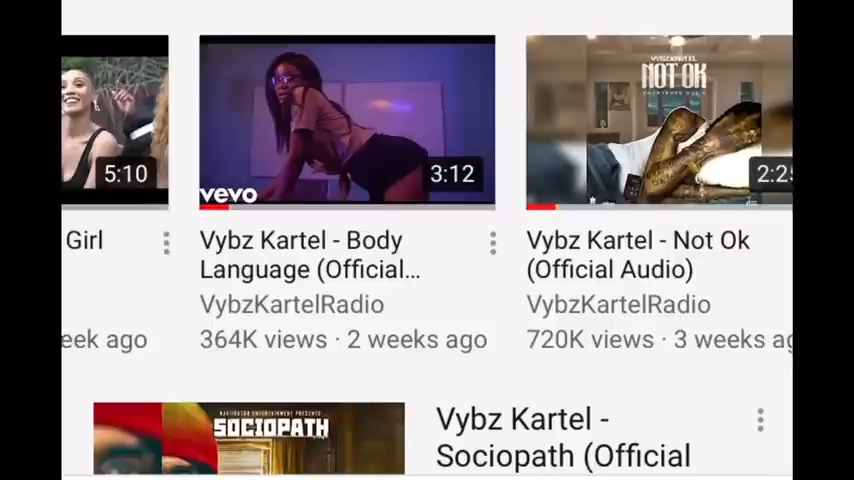 5:10
Girl
eek ago
vevo
3:12
Vybz Kartel - Body
Language (Official...
VybzKartelRadio
364K views · 2 weeks ago
VYBZ KARTEL
NOT OK
2:25
Vybz Kartel - Not Ok
(Official Audio)
VybzKartelRadio
720K views · 3 weeks ag
SOCIOPATH
Vybz Kartel -
Sociopath (Official